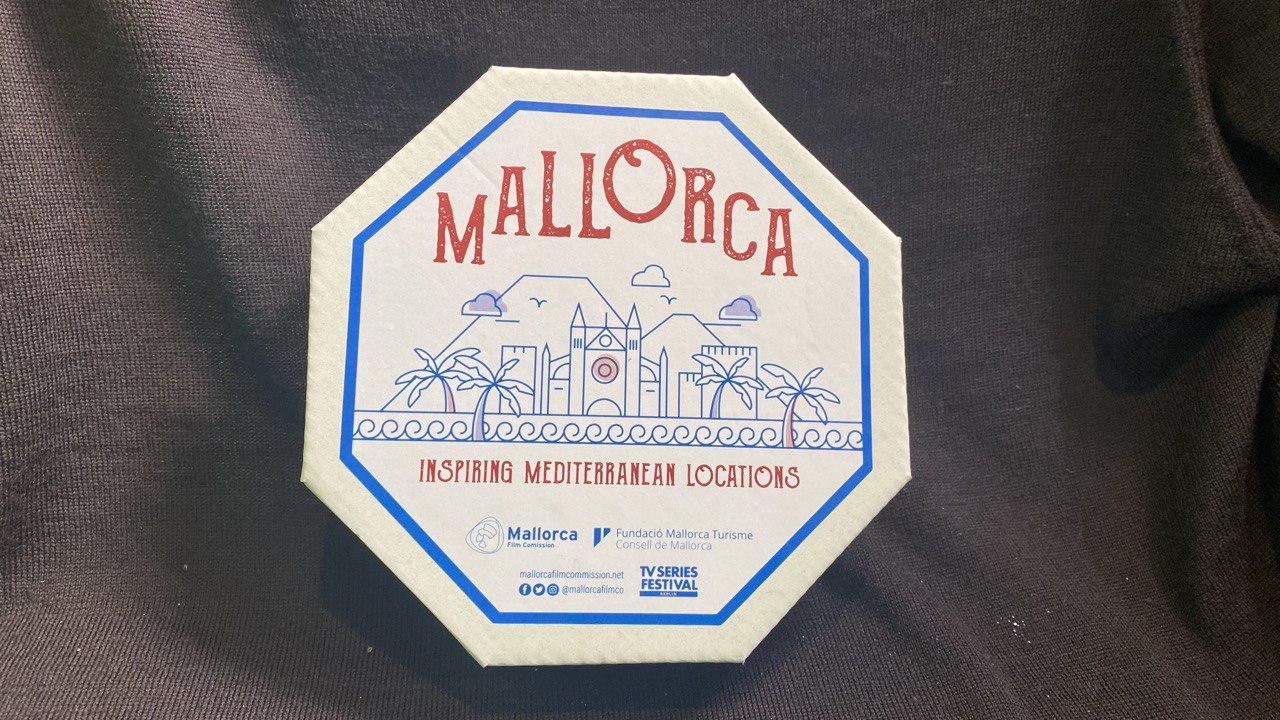 MALLORCA
INSPIRING MEDITERRANEAN LOCATIONS
Mallorca
Film Comission
Fundació Mallorca Turisme
Consell de Mallorca
mallorcafilmcommission.net
@mallorcafilmco
TV SERIES
FESTIVAL
BERLIN